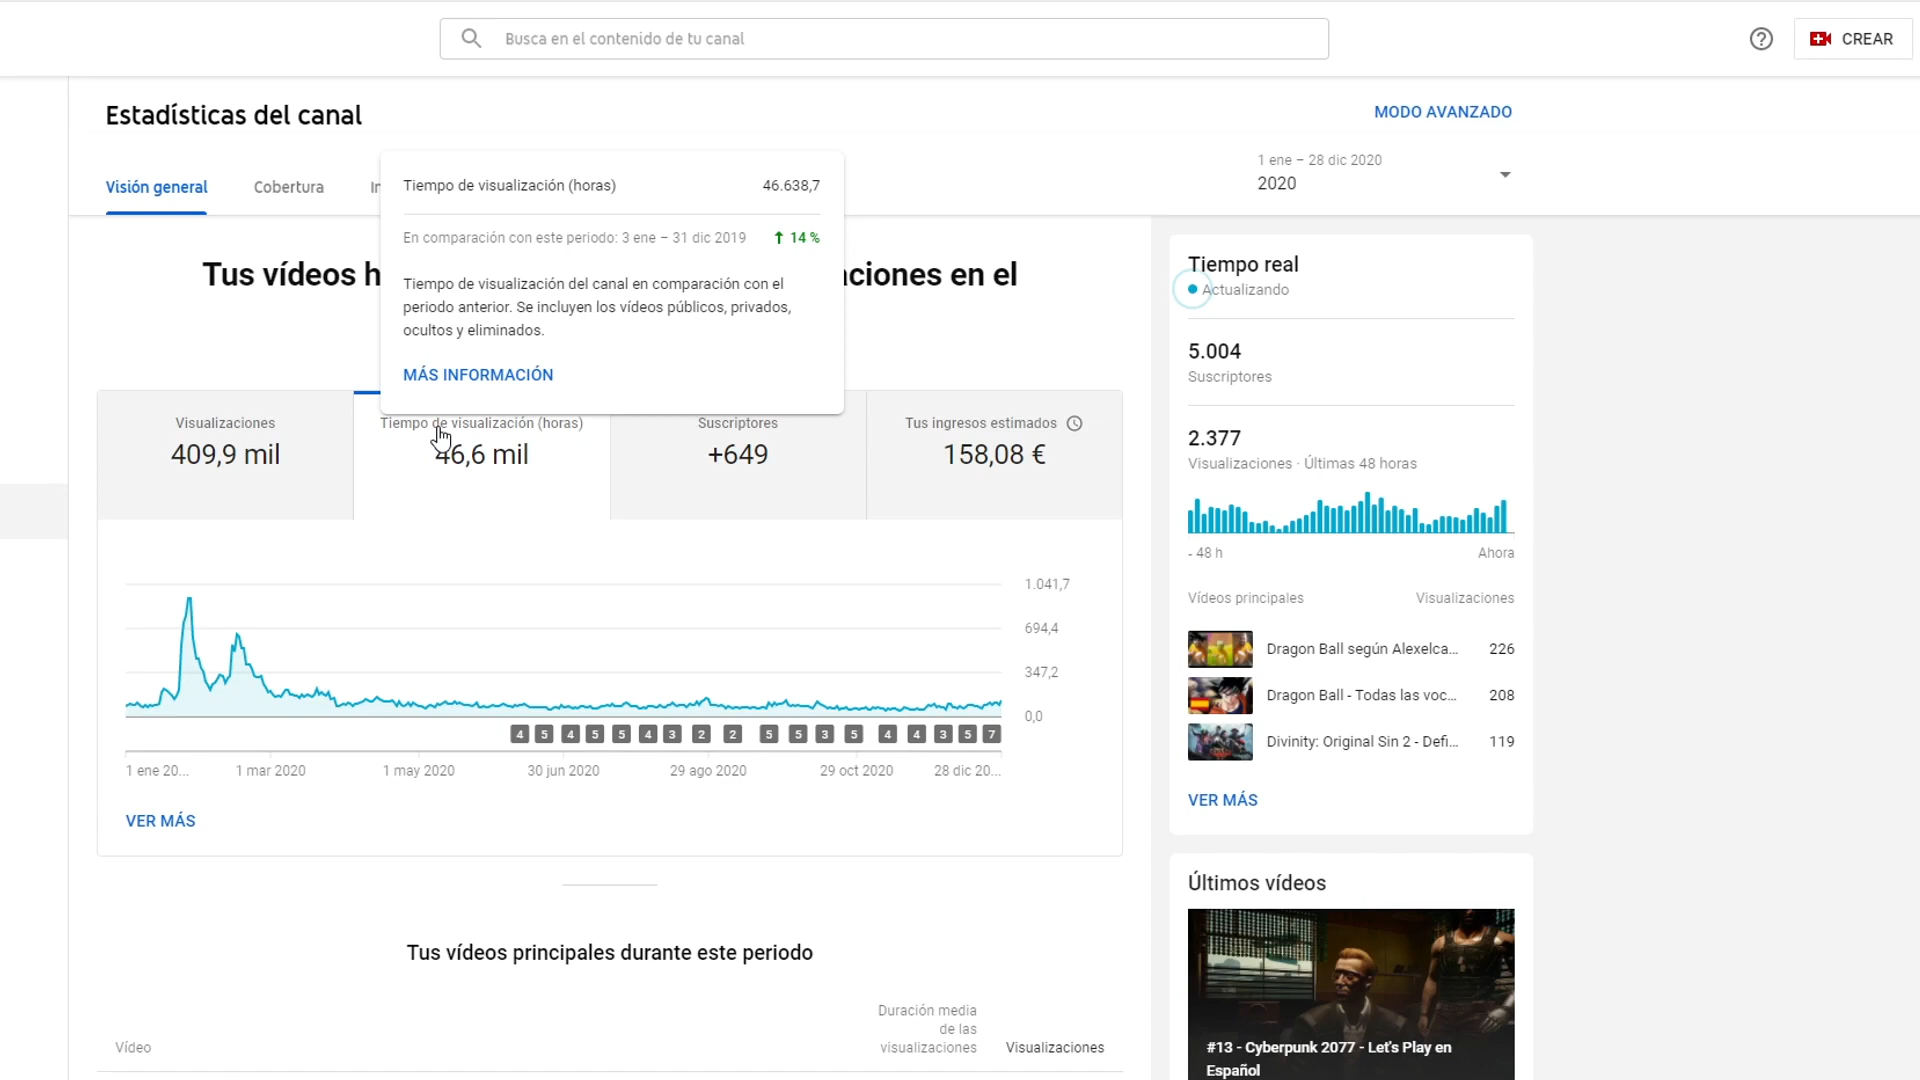 Busca en el contenido de tu canal
CREAR
Estadísticas del canal
MODO AVANZADO
1 ene – 28 dic 2020
2020
Visión general
Cobertura
Tiempo de visualización (horas) 46.638,7
En comparación con este periodo: 3 ene – 31 dic 2019 14 %
Tiempo de visualización del canal en comparación con el
periodo anterior. Se incluyen los vídeos públicos, privados,
ocultos y eliminados.
MÁS INFORMACIÓN
Tus vídeos
en el
Visualizaciones
409,9 mil
Tiempo de visualización (horas)
46,6 mil
Suscriptores
+649
Tus ingresos estimados
158,08 €
1.041,7
694,4
347,2
0,0
4 5 4 5 5 4 3 2 2 5 5 3 5 4 4 3 5 7
1 ene 20... 1 mar 2020 1 may 2020 30 jun 2020 29 ago 2020 29 oct 2020 28 dic 20...
VER MÁS
Tus vídeos principales durante este periodo
Vídeo
Duración media
de las
visualizaciones
Visualizaciones
Tiempo real
Actualizando
5.004
Suscriptores
2.377
Visualizaciones · Últimas 48 horas
- 48 h Ahora
Vídeos principales Visualizaciones
Dragon Ball según Alexelca... 226
Dragon Ball - Todas las voc... 208
Divinity: Original Sin 2 - Defi... 119
VER MÁS
Últimos vídeos
#13 - Cyberpunk 2077 - Let's Play en
Español